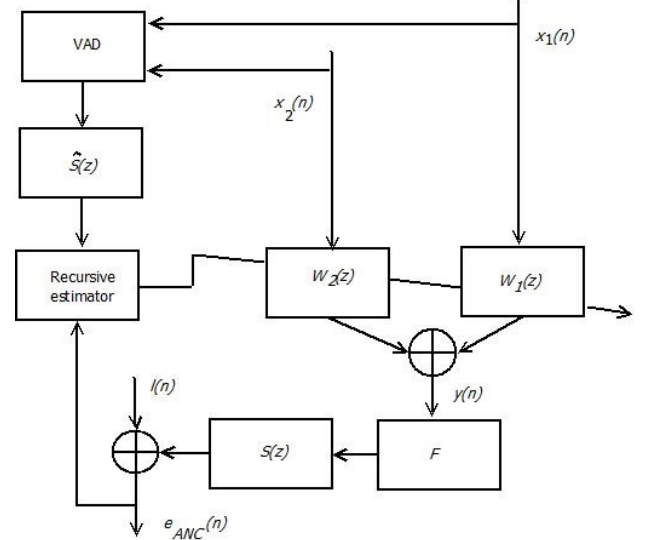 VAD
x1(n)
x2(n)
Ŝ(z)
Recursive
estimator
W2(z)
W1(z)
y(n)
l(n)
S(z)
F
eANC(n)